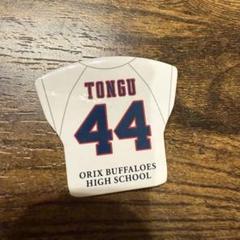 TONGU
44
ORIX BUFFALOES
HIGH SCHOOL